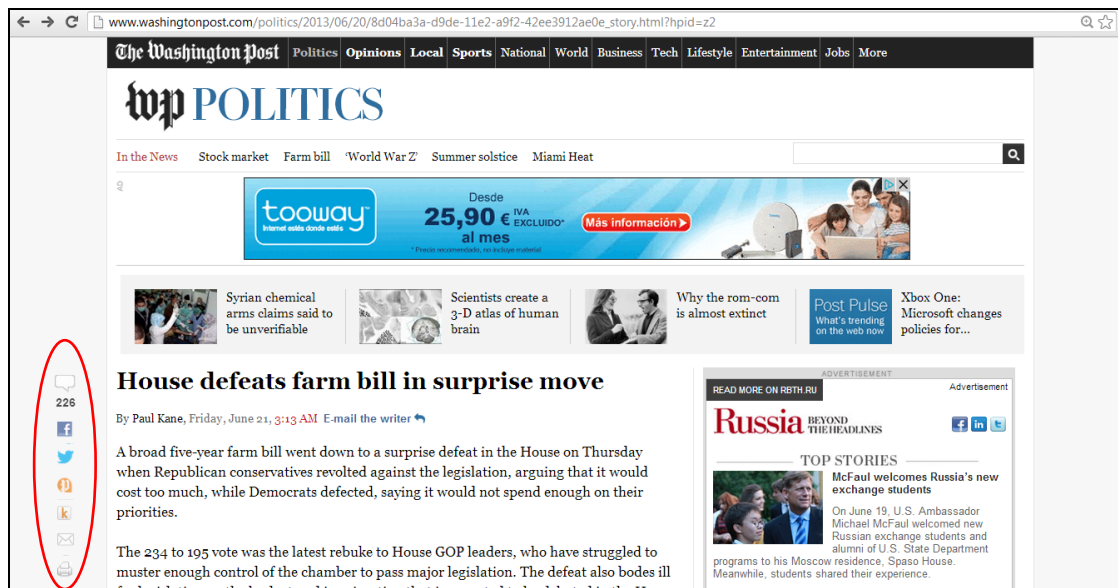 www.washingtonpost.com/politics/2013/06/20/8d04ba3a-d9de-11e2-a9f2-42ee3912ae0e_story.html?hpid=z2
The Washington Post Politics Opinions Local Sports National World Business Tech Lifestyle Entertainment Jobs More
wp POLITICS
In the News Stock market Farm bill 'World War Z' Summer solstice Miami Heat
AD
tooway
Internet estés donde estés
Desde
25,90 € IVA EXCLUIDO*
al mes
* Precio recomendado, no incluye material
Más información
Syrian chemical
arms claims said to
be unverifiable
Scientists create a
3-D atlas of human
brain
Why the rom-com
is almost extinct
Post Pulse
What's trending
on the web now
Xbox One:
Microsoft changes
policies for...
226
House defeats farm bill in surprise move
By Paul Kane, Friday, June 21, 3:13 AM E-mail the writer
A broad five-year farm bill went down to a surprise defeat in the House on Thursday
when Republican conservatives revolted against the legislation, arguing that it would
cost too much, while Democrats defected, saying it would not spend enough on their
priorities.
The 234 to 195 vote was the latest rebuke to House GOP leaders, who have struggled to
muster enough control of the chamber to pass major legislation. The defeat also bodes ill
ADVERTISEMENT
READ MORE ON RBTH.RU
Advertisement
Russia BEYOND
THE HEADLINES
TOP STORIES
McFaul welcomes Russia's new
exchange students
On June 19, U.S. Ambassador
Michael McFaul welcomed new
Russian exchange students and
alumni of U.S. State Department
programs to his Moscow residence, Spaso House.
Meanwhile, students shared their experience.